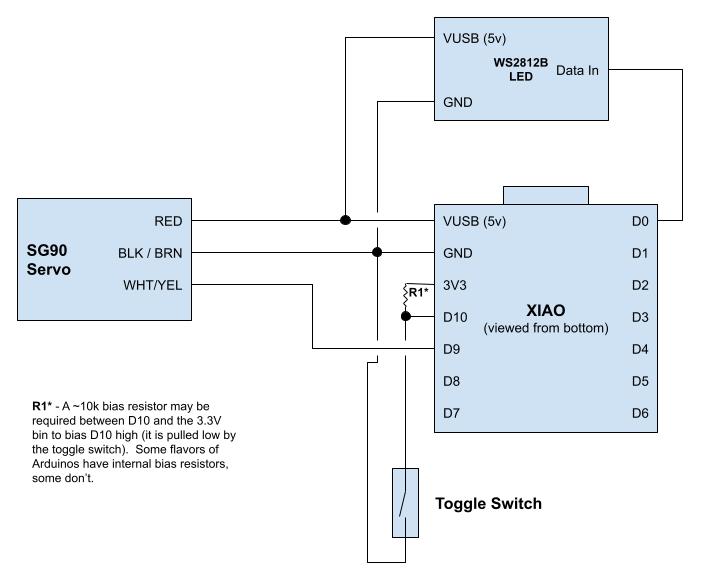 VUSB (5v)
WS2812B
LED
Data In
GND
SG90
Servo
RED
BLK / BRN
WHT/YEL
VUSB (5v)
GND
3V3
R1*
D10
D9
D8
D7
XIAO
(viewed from bottom)
D0
D1
D2
D3
D4
D5
D6
R1* - A ~10k bias resistor may be
required between D10 and the 3.3V
bin to bias D10 high (it is pulled low by
the toggle switch).  Some flavors of
Arduinos have internal bias resistors,
some don't.
Toggle Switch